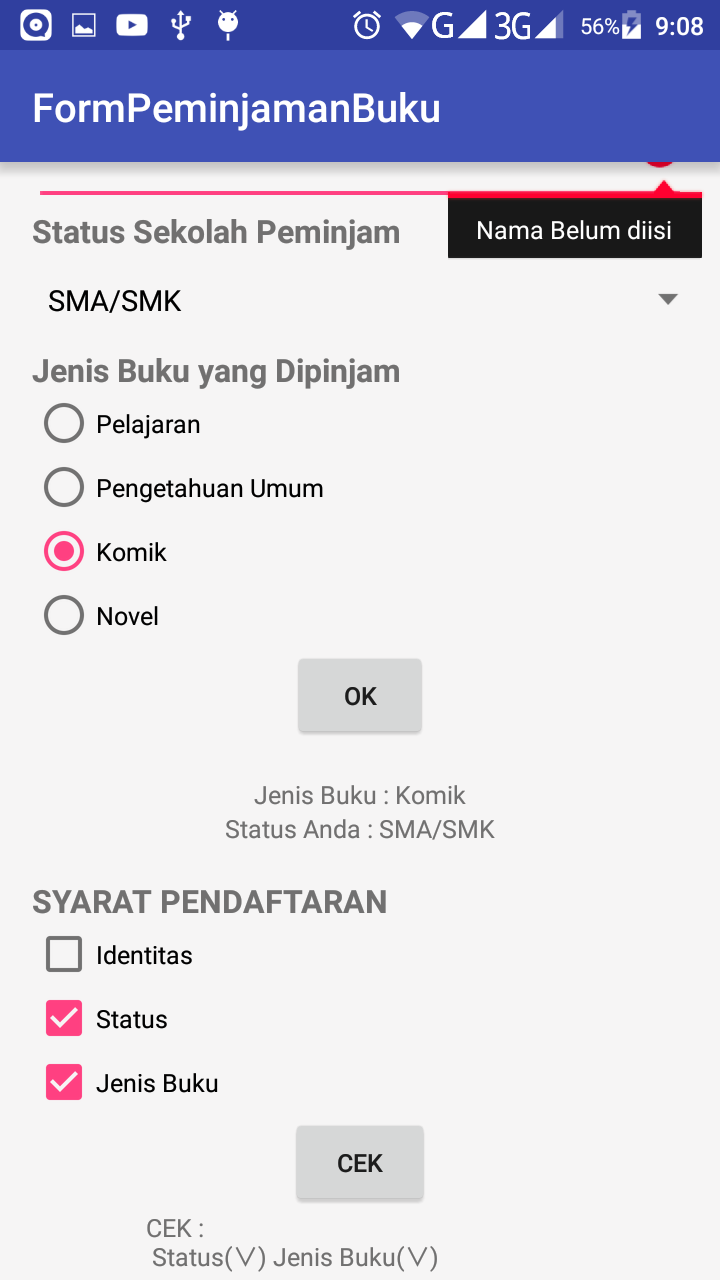 G 3G 56% 9:08
FormPeminjamanBuku
Nama Belum diisi
Status Sekolah Peminjam
SMA/SMK
Jenis Buku yang Dipinjam
Pelajaran
Pengetahuan Umum
Komik
Novel
OK
Jenis Buku : Komik
Status Anda : SMA/SMK
SYARAT PENDAFTARAN
Identitas
Status
Jenis Buku
CEK
CEK :
Status(∨) Jenis Buku(∨)